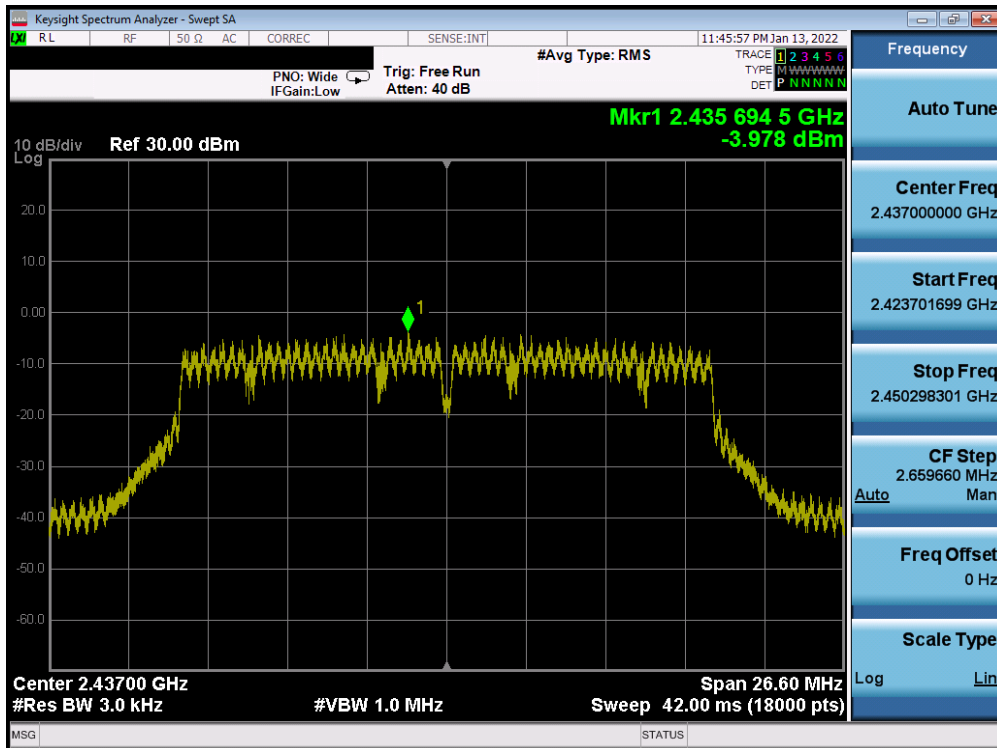 Keysight Spectrum Analyzer - Swept SA
LXI RL RF 50 Ω AC CORREC SENSE:INT 11:45:57 PM Jan 13, 2022
PNO: Wide Trig: Free Run #Avg Type: RMS TRACE 1 2 3 4 5 6
IFGain:Low Atten: 40 dB TYPE M W W W W W
DET P N N N N N
Mkr1 2.435 694 5 GHz
-3.978 dBm
10 dB/div Ref 30.00 dBm
Log
20.0
10.0
0.00
-10.0
-20.0
-30.0
-40.0
-50.0
-60.0
1
Center 2.43700 GHz Span 26.60 MHz
#Res BW 3.0 kHz #VBW 1.0 MHz Sweep 42.00 ms (18000 pts)
MSG STATUS
Frequency
Auto Tune
Center Freq
2.437000000 GHz
Start Freq
2.423701699 GHz
Stop Freq
2.450298301 GHz
CF Step
2.659660 MHz
Auto Man
Freq Offset
0 Hz
Scale Type
Log Lin